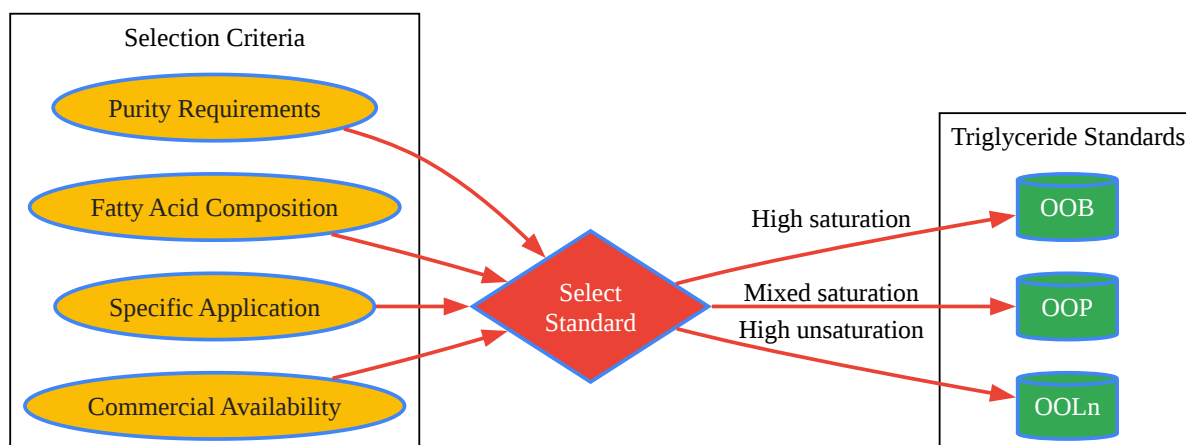 Selection Criteria
Purity Requirements
Fatty Acid Composition
Specific Application
Commercial Availability
Select
Standard
High saturation
Mixed saturation
High unsaturation
Triglyceride Standards
OOB
OOP
OOLn